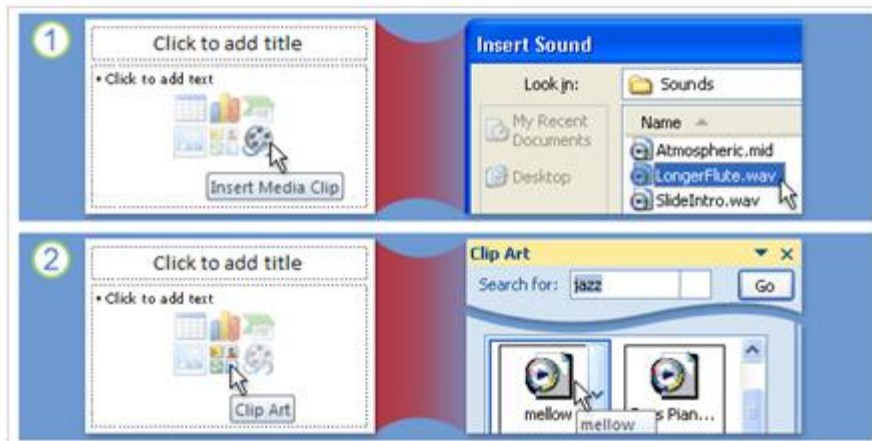 1
Click to add title
• Click to add text
Insert Media Clip
Insert Sound
Look in:
Sounds
My Recent
Documents
Desktop
Name
Atmospheric.mid
LongerFlute.wav
SlideIntro.wav
2
Click to add title
• Click to add text
Clip Art
Clip Art
Search for:
jazz
Go
mellow
s Pian...
mellow